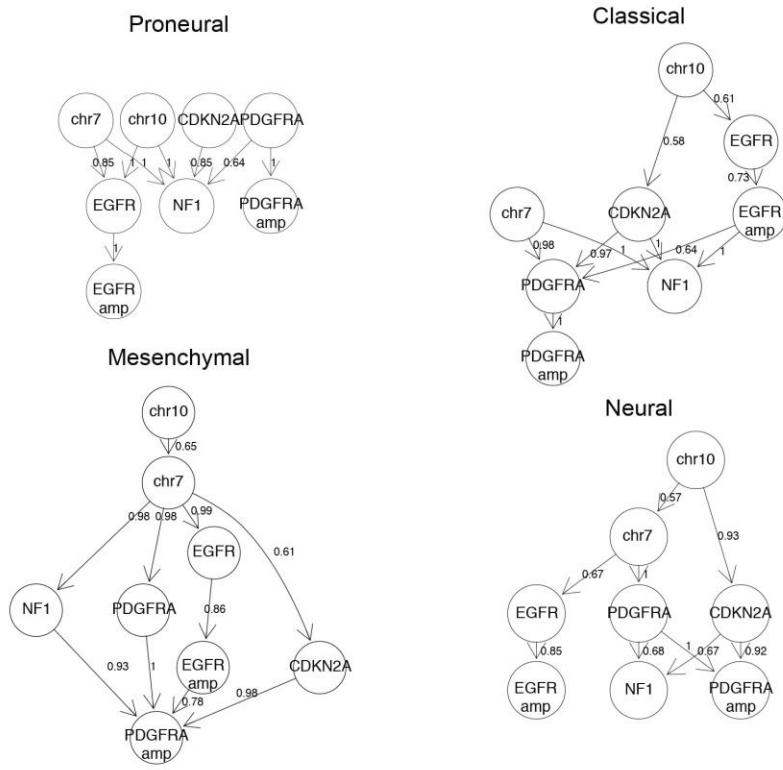 Proneural
chr7
chr10
CDKN2A
PDGFRA
0.85
1
1
1
0.85
0.64
1
EGFR
NF1
PDGFRA
amp
1
EGFR
amp
Classical
chr10
0.61
0.58
EGFR
0.73
chr7
CDKN2A
EGFR
amp
0.98
0.97
1
1
0.64
1
PDGFRA
NF1
1
PDGFRA
amp
Mesenchymal
chr10
0.65
chr7
0.98
0.98
0.99
0.61
EGFR
NF1
PDGFRA
0.86
0.93
1
EGFR
amp
CDKN2A
0.78
0.98
PDGFRA
amp
Neural
chr10
0.57
0.93
chr7
0.67
1
EGFR
PDGFRA
CDKN2A
0.85
0.68
1
0.67
0.92
EGFR
amp
NF1
PDGFRA
amp